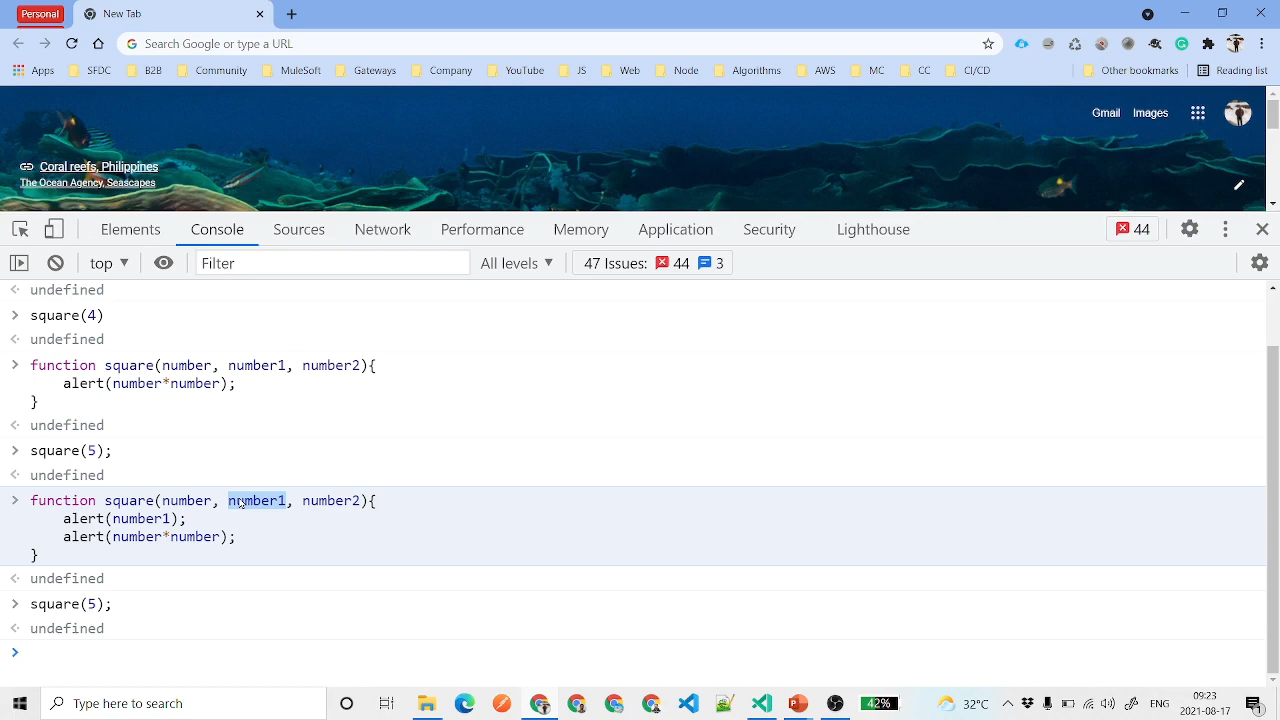 Personal
New Tab
Search Google or type a URL
Apps SFDC B2B Community MuleSoft Gateways Company YouTube JS Web Node Algorithms AWS MC CC CI/CD Other bookmarks Reading list
Gmail Images
Coral reefs, Philippines
The Ocean Agency, Seascapes
Elements Console Sources Network Performance Memory Application Security Lighthouse 44
top Filter All levels 47 Issues: 44 3
undefined
square(4)
undefined
function square(number, number1, number2){
alert(number*number);
}
undefined
square(5);
undefined
function square(number, number1, number2){
alert(number1);
alert(number*number);
}
undefined
square(5);
undefined
Type here to search
42%
32°C
ENG
09:23
2021-08-17
1